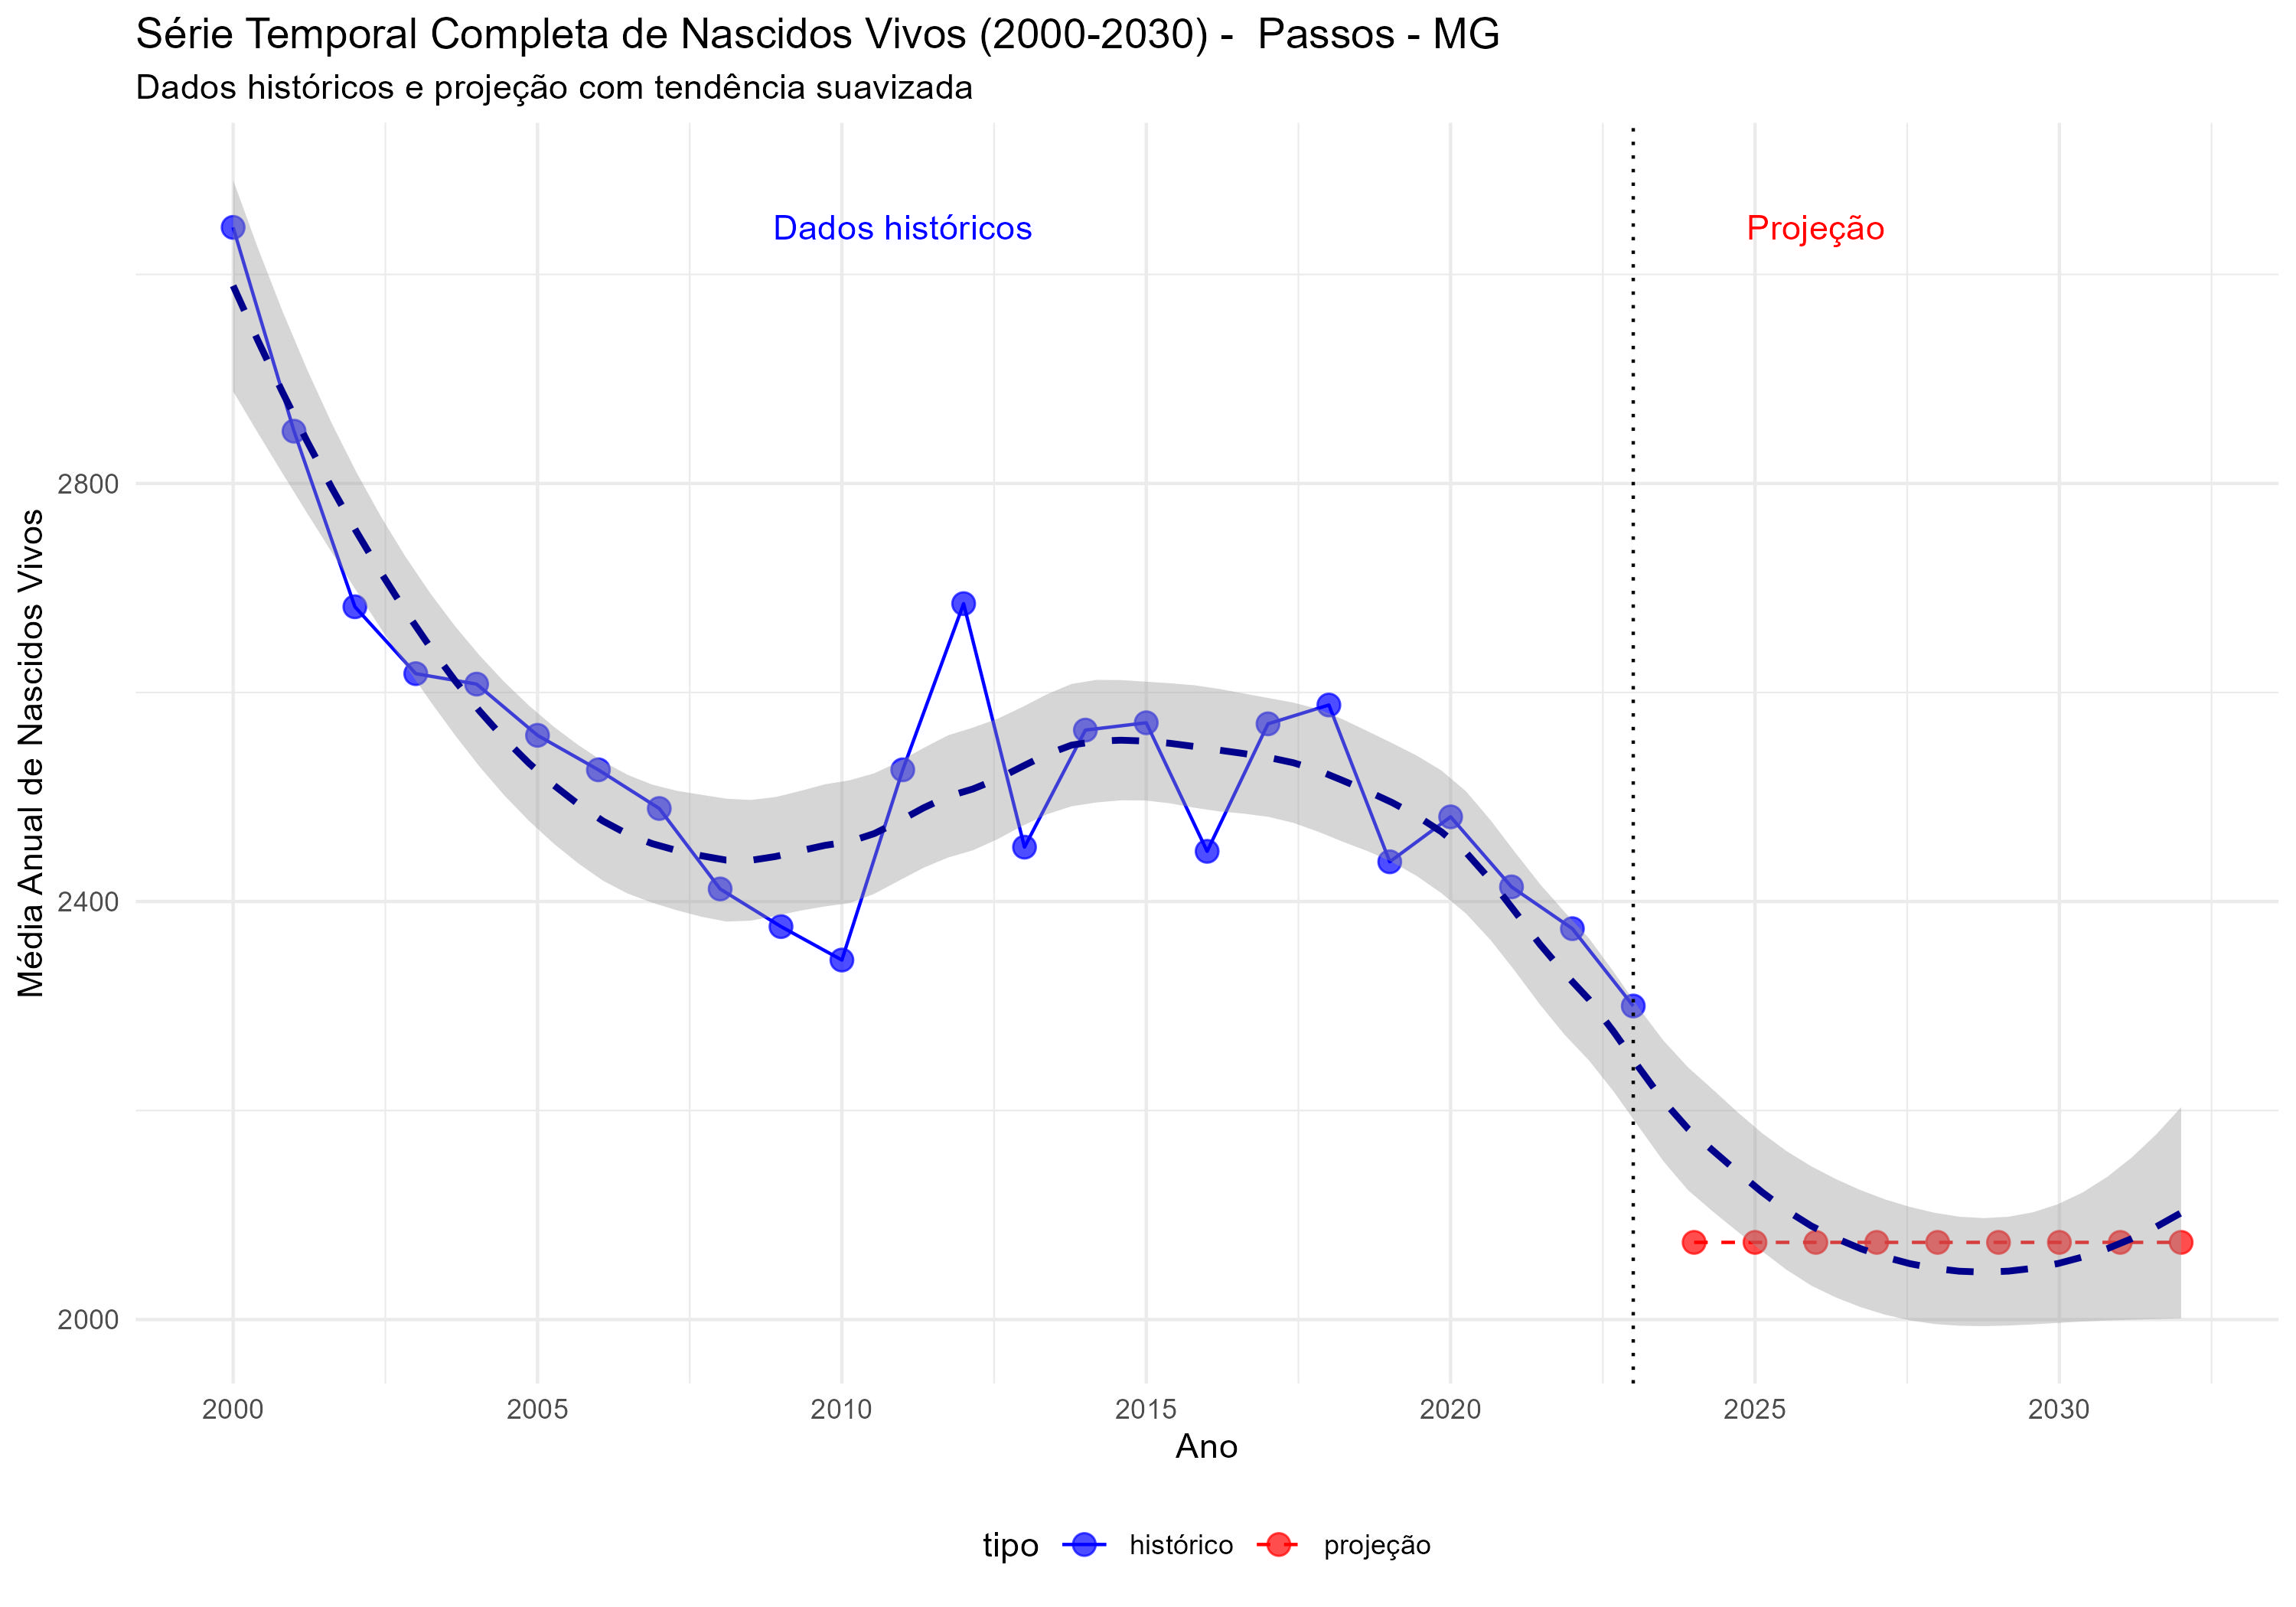 Série Temporal Completa de Nascidos Vivos (2000-2030) -  Passos - MG
Dados históricos e projeção com tendência suavizada
Dados históricos
Projeção
Média Anual de Nascidos Vivos
2800
2400
2000
2000 2005 2010 2015 2020 2025 2030
Ano
tipo histórico projeção